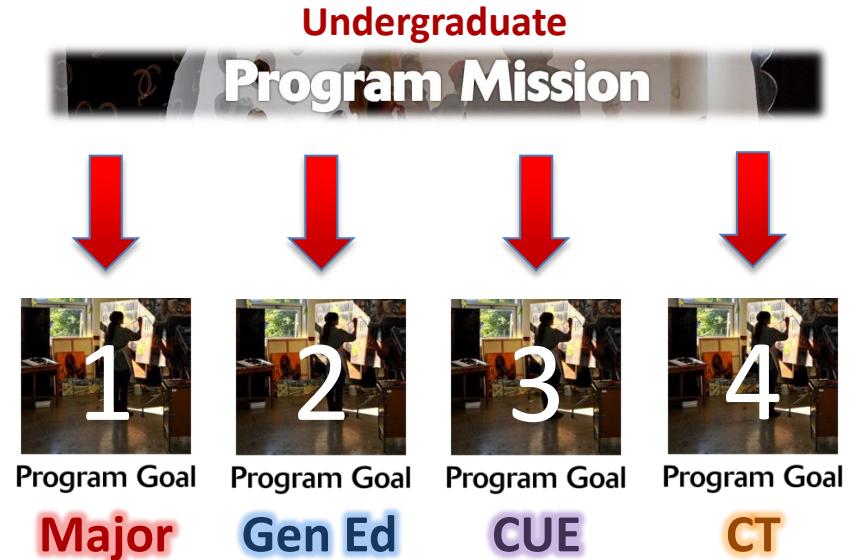 Undergraduate
Program Mission
1 2 3 4
Program Goal Program Goal Program Goal Program Goal
Major Gen Ed CUE CT